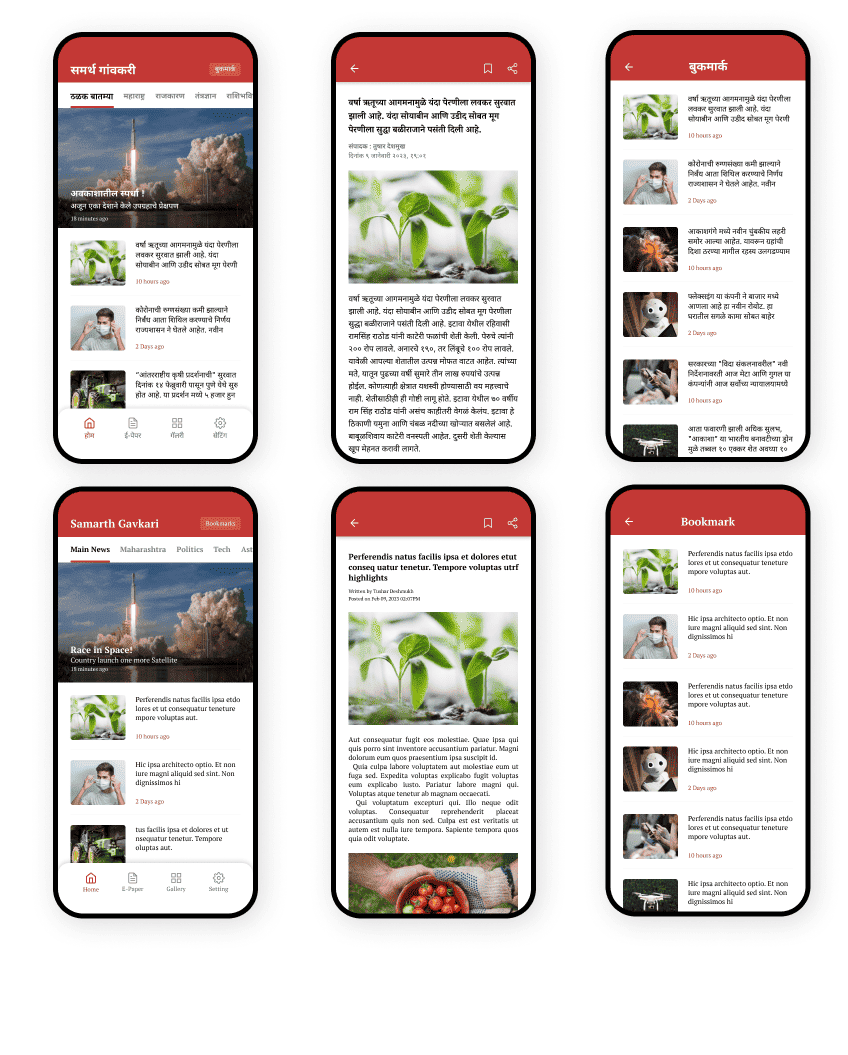 समर्थ गांवकरी
बुकमार्क
ठळक बातम्या
महाराष्ट्र
राजकारण
तंत्रज्ञान
राशिभवि
अवकाशातील स्पर्धा !
अजून एका देशाने केले उपग्रहाचे प्रेक्षपण
18 minutes ago
वर्षा ऋतूच्या आगमनामुळे यंदा पेरणीला
लवकर सुरवात झाली आहे. यंदा
सोयाबीन आणि उडीद सोबत मूग पेरणी
10 hours ago
कोरोनाची रुग्णसंख्या कमी झाल्याने
निर्बंध आता शिथिल करण्याचे निर्णय
राज्यशासन ने घेतले आहेत. नवीन
2 Days ago
"आंतरराष्टीय कृषी प्रदर्शनाची" सुरवात
दिनांक १४ फेब्रुवारी पासून पुणे येथे सुरु
होत आहे. या प्रदर्शन मध्ये ५ हजार हुन
होम
ई-पेपर
गॅलरी
सेटिंग
वर्षा ऋतूच्या आगमनामुळे यंदा पेरणीला लवकर सुरवात
झाली आहे. यंदा सोयाबीन आणि उडीद सोबत मूग
पेरणीला सुद्धा बळीराजाने पसंती दिली आहे.
संपादक : तुषार देशमुख
दिनांक ९ जानेवारी २०२३, १९.०२
वर्षा ऋतूच्या आगमनामुळे यंदा पेरणीला लवकर सुरवात
झाली आहे. यंदा सोयाबीन आणि उडीद सोबत मूग पेरणीला
सुद्धा बळीराजाने पसंती दिली आहे. इटावा येथील रहिवासी
रामसिंह राठोड यांनी काटेरी फळांची शेती केली. पेरुचे त्यांनी
२०० रोप लावले. अनारचे १५०, तर लिंबूचे १०० रोप लावले.
यावेळी आपल्या शेतातील उत्पन्न मोफत वाटत आहेत. त्यांच्या
मते, यातून पुढच्या वर्षी सुमारे तीन लाख रुपयांचे उत्पन्न
होईल. कोणत्याही क्षेत्रात यशस्वी होण्यासाठी वय महत्त्वाचे
नाही. शेतीसाठीही ही गोष्टी लागू होते. इटावा येथील ७० वर्षीय
राम सिंह राठोड यांनी असंच काहीतरी वेगळं केलंय. इटावा हे
ठिकाणी यमुना आणि चंबळ नदीच्या खोऱ्यात बसलेलं आहे.
बाबूळशिवाय काटेरी वनस्पती आहेत. दुसरी शेती केल्यास
खूप मेहनत करावी लागते.
बुकमार्क
वर्षा ऋतूच्या आगमनामुळे यंदा पेरणीला
लवकर सुरवात झाली आहे. यंदा
सोयाबीन आणि उडीद सोबत मूग पेरणी
10 hours ago
कोरोनाची रुग्णसंख्या कमी झाल्याने
निर्बंध आता शिथिल करण्याचे निर्णय
राज्यशासन ने घेतले आहेत. नवीन
2 Days ago
आकाशगंगे मध्ये नवीन चुंबकीय लहरी
समोर आल्या आहेत. यावरून ग्रहांची
दिशा ठरण्या मागील रहस्य उलगडण्याम
10 hours ago
फ्लेक्सइंग या कंपनी ने बाजार मध्ये
आणला आहे हा नवीन रोबोट. हा
घरातील सगळे कामा सोबत बाहेर
2 Days ago
सरकारच्या "विदा संकलनावरील" नवी
निर्देशनावरती आज मेटा आणि गुगल या
कंपन्यांनी आज सर्वोच्च न्यायालयामध्ये
10 hours ago
आता फवारणी झाली अधिक सुलभ,
"आकाशा" या भारतीय बनावटीच्या ड्रोन
मुळे तब्बल १० एक्कर शेत अवघ्या १०
Samarth Gavkari
Bookmarks
Main News
Maharashtra
Politics
Tech
Ast
Race in Space!
Country launch one more Satellite
18 minutes ago
Perferendis natus facilis ipsa etdo
lores et ut consequatur teneture
mpore voluptas aut.
10 hours ago
Hic ipsa architecto optio. Et non
iure magni aliquid sed sint. Non
dignissimos hi
2 Days ago
tus facilis ipsa et dolores et ut
nsequatur tenetur. Tempore
oluptas aut.
Home
E-Paper
Gallery
Setting
Perferendis natus facilis ipsa et dolores etut
conseq uatur tenetur. Tempore voluptas utrf
highlights
Written by Tushar Deshmukh
Posted on Feb 09, 2023 02:07PM
Aut consequatur fugit eos molestiae. Quae ipsa qui
quis porro sint inventore accusantium pariatur. Magni
dolorum eum quos praesentium ipsa suscipit id.
Quia culpa labore voluptatem aut molestiae eum ut
fuga sed. Expedita voluptas explicabo fugit voluptas
eum explicabo iusto. Pariatur labore magni qui.
Voluptas atque tenetur ab magnam occaecati.
Qui voluptatum excepturi qui. Illo neque odit
voluptas. Consequatur reprehenderit placeat
accusantium quis non sed. Culpa est est veritatis ut
autem est nulla iure tempora. Sapiente tempora quos
quia odit voluptate.
Bookmark
Perferendis natus facilis ipsa etdo
lores et ut consequatur teneture
mpore voluptas aut.
10 hours ago
Hic ipsa architecto optio. Et non
iure magni aliquid sed sint. Non
dignissimos hi
2 Days ago
Perferendis natus facilis ipsa etdo
lores et ut consequatur teneture
mpore voluptas aut.
10 hours ago
Hic ipsa architecto optio. Et non
iure magni aliquid sed sint. Non
dignissimos hi
2 Days ago
Perferendis natus facilis ipsa etdo
lores et ut consequatur teneture
mpore voluptas aut.
10 hours ago
Hic ipsa architecto optio. Et non
iure magni aliquid sed sint. Non
dignissimos hi